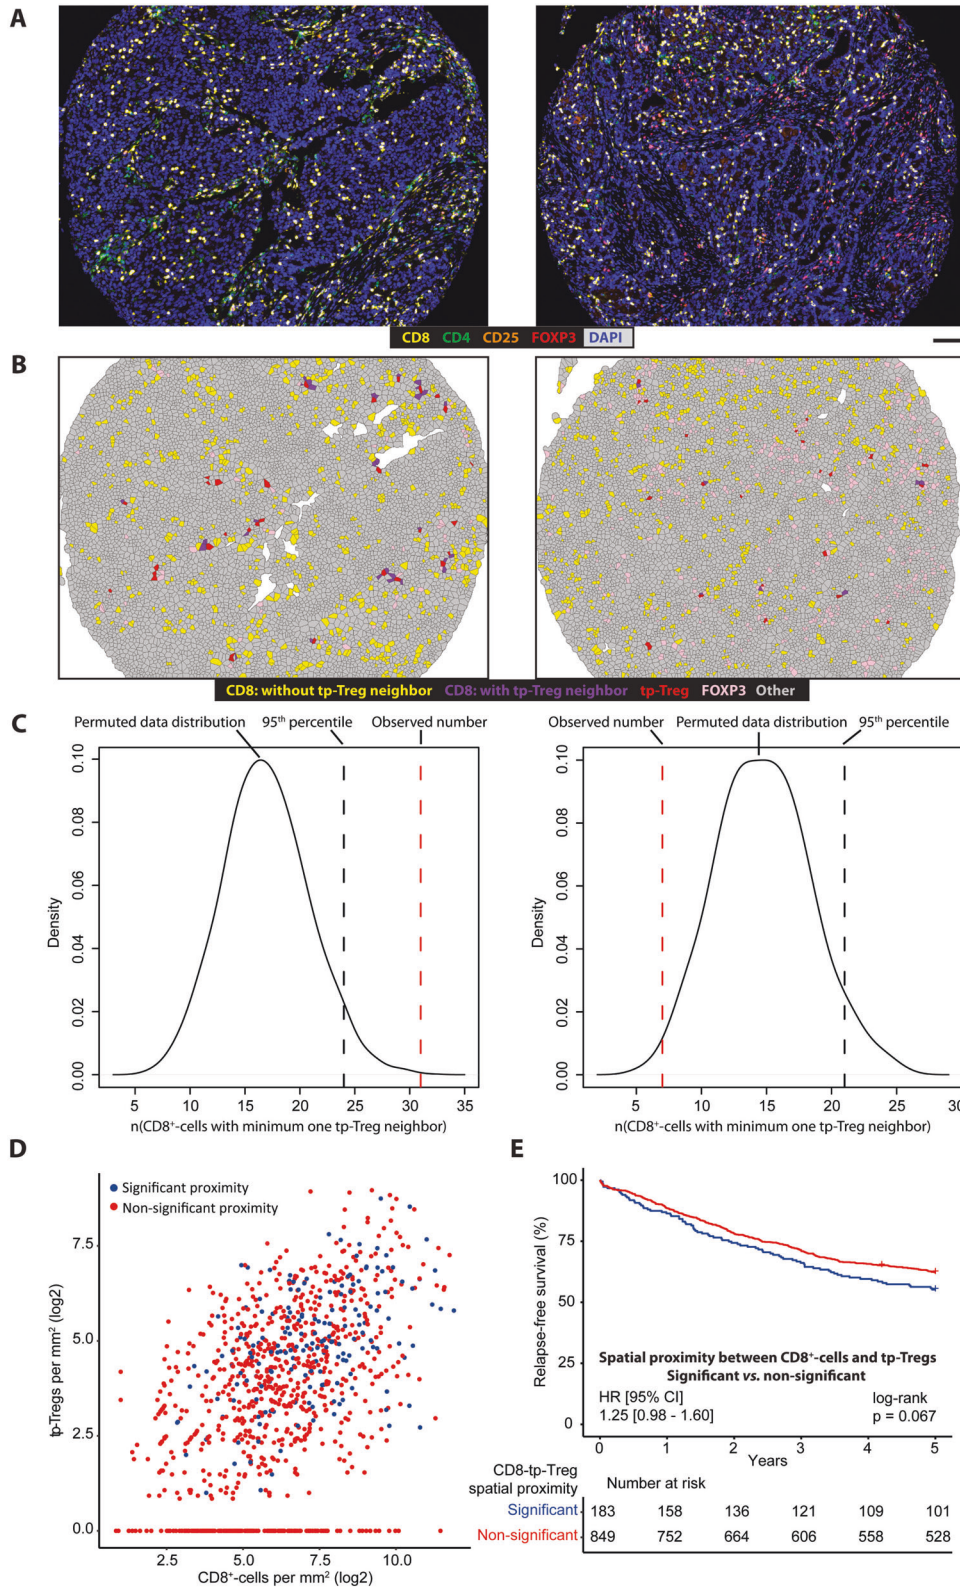 A
CD8 CD4 CD25 FOXP3 DAPI
B
CD8: without tp-Treg neighbor CD8: with tp-Treg neighbor tp-Treg FOXP3 Other
C
Permuted data distribution 95th percentile Observed number
0.10
0.08
0.06
0.04
0.02
0.00
Density
5 10 15 20 25 30 35
n(CD8+-cells with minimum one tp-Treg neighbor)
Observed number Permuted data distribution 95th percentile
0.10
0.08
0.06
0.04
0.02
0.00
Density
5 10 15 20 25 30
n(CD8+-cells with minimum one tp-Treg neighbor)
D
Significant proximity
Non-significant proximity
7.5
5.0
2.5
0.0
tp-Tregs per mm² (log2)
2.5 5.0 7.5 10.0
CD8+-cells per mm² (log2)
E
100
75
50
25
0
Relapse-free survival (%)
Spatial proximity between CD8+-cells and tp-Tregs
Significant vs. non-significant
HR [95% CI] log-rank
1.25 [0.98 - 1.60] p = 0.067
0 1 2 3 4 5
Years
CD8-tp-Treg
spatial proximity
Number at risk
Significant 183 158 136 121 109 101
Non-significant 849 752 664 606 558 528